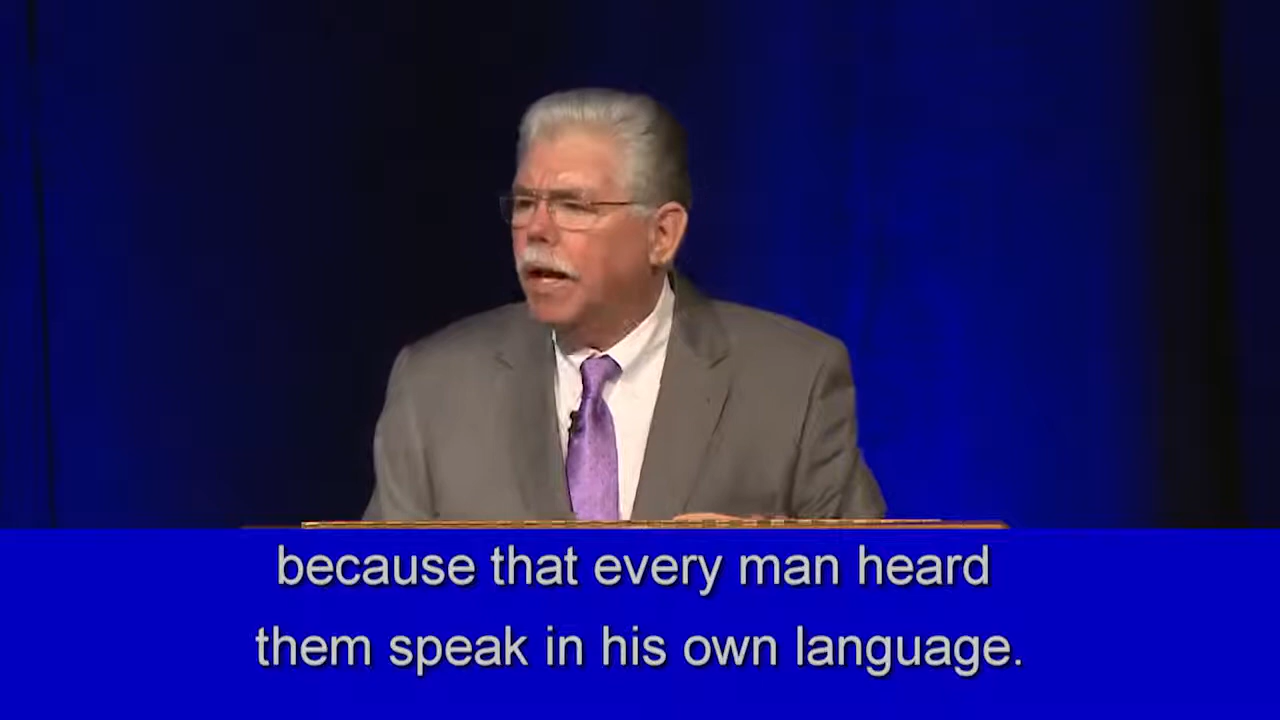 because that every man heard
them speak in his own language.